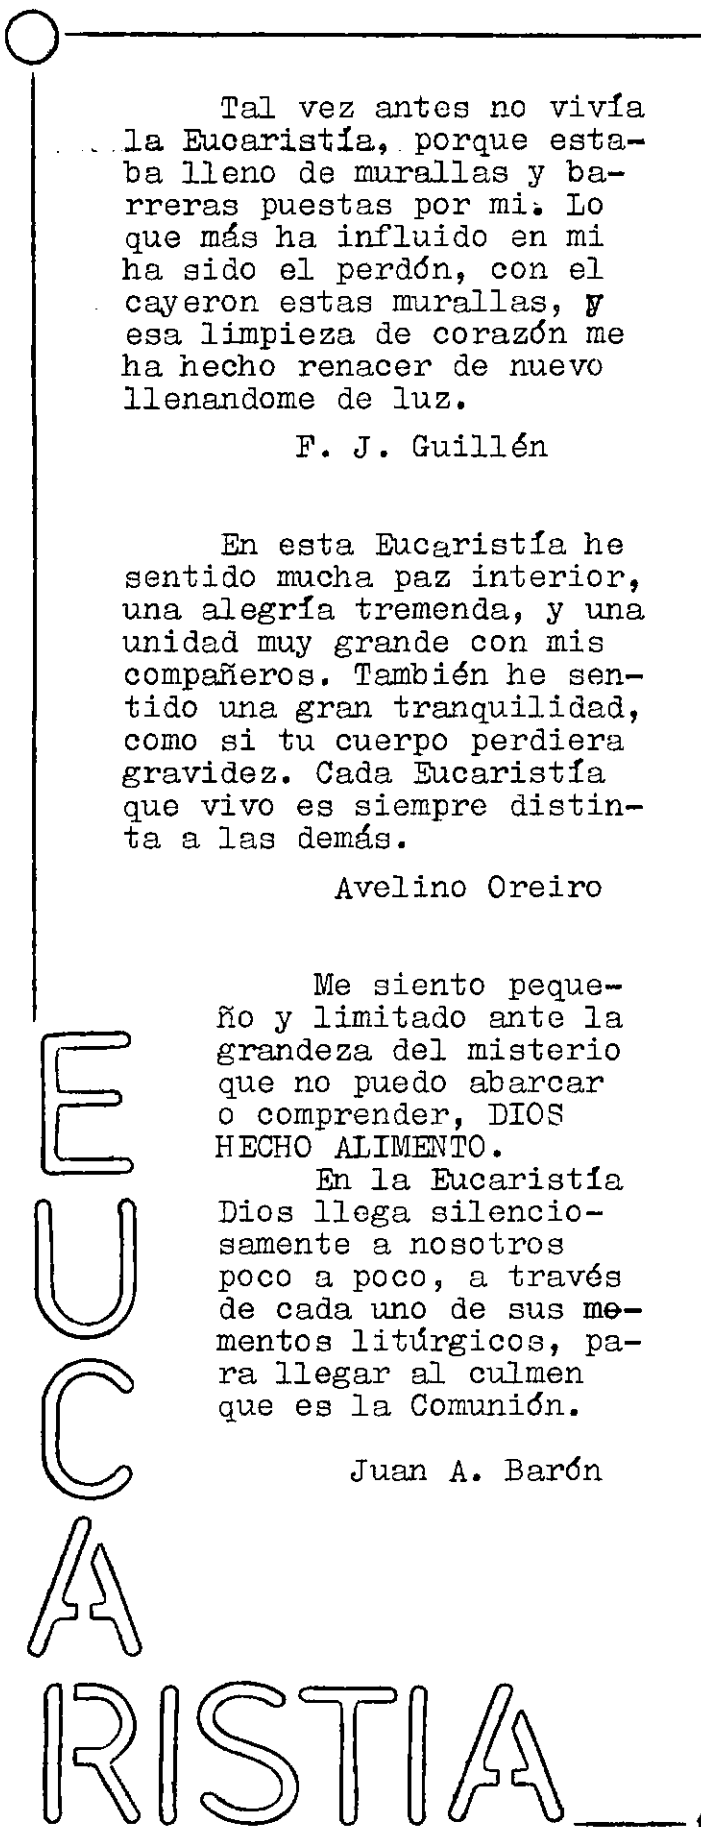 Tal vez antes no vivía
la Eucaristía, porque esta-
ba lleno de murallas y ba-
rreras puestas por mi. Lo
que más ha influido en mi
ha sido el perdón, con el
cayeron estas murallas, y
esa limpieza de corazón me
ha hecho renacer de nuevo
llenandome de luz.
F. J. Guillén
En esta Eucaristía he
sentido mucha paz interior,
una alegría tremenda, y una
unidad muy grande con mis
compañeros. También he sen-
tido una gran tranquilidad,
como si tu cuerpo perdiera
gravidez. Cada Eucaristía
que vivo es siempre distin-
ta a las demás.
Avelino Oreiro
Me siento peque-
ño y limitado ante la
grandeza del misterio
que no puedo abarcar
o comprender, DIOS
HECHO ALIMENTO.
En la Eucaristía
Dios llega silencio-
samente a nosotros
poco a poco, a través
de cada uno de sus mo-
mentos litúrgicos, pa-
ra llegar al culmen
que es la Comunión.
Juan A. Barón
E
U
C
A
RISTIA